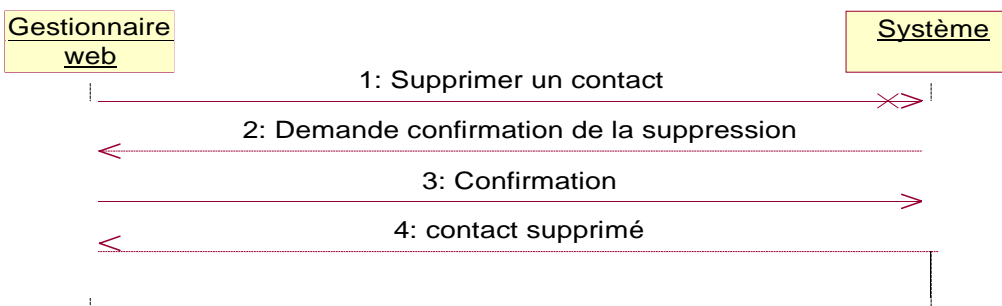 Gestionnaire
web
Système
1: Supprimer un contact
2: Demande confirmation de la suppression
3: Confirmation
4: contact supprimé